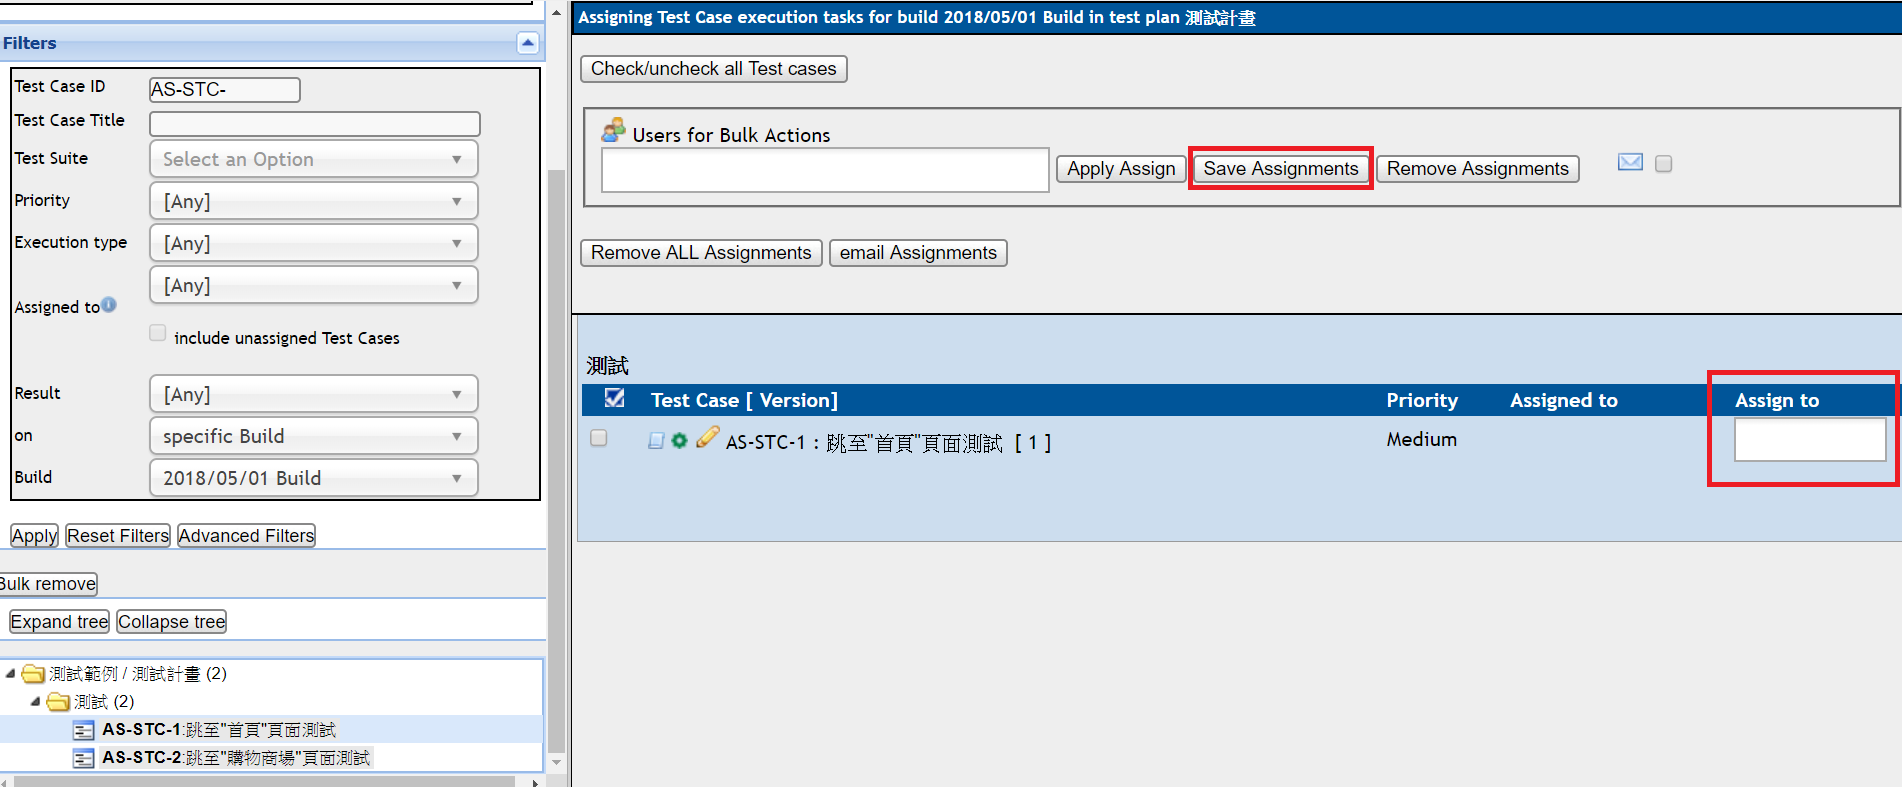 Filters
Test Case ID
AS-STC-
Test Case Title
Test Suite
Select an Option
Priority
[Any]
Execution type
[Any]
[Any]
Assigned to
include unassigned Test Cases
Result
[Any]
on
specific Build
Build
2018/05/01 Build
Apply Reset Filters Advanced Filters
Bulk remove
Expand tree Collapse tree
測試範例 / 測試計畫 (2)
測試 (2)
AS-STC-1:跳至"首頁"頁面測試
AS-STC-2:跳至"購物商場"頁面測試
Assigning Test Case execution tasks for build 2018/05/01 Build in test plan 測試計畫
Check/uncheck all Test cases
Users for Bulk Actions
Apply Assign Save Assignments Remove Assignments
Remove ALL Assignments email Assignments
測試
Test Case [ Version] Priority Assigned to Assign to
AS-STC-1 : 跳至"首頁"頁面測試 [ 1 ] Medium